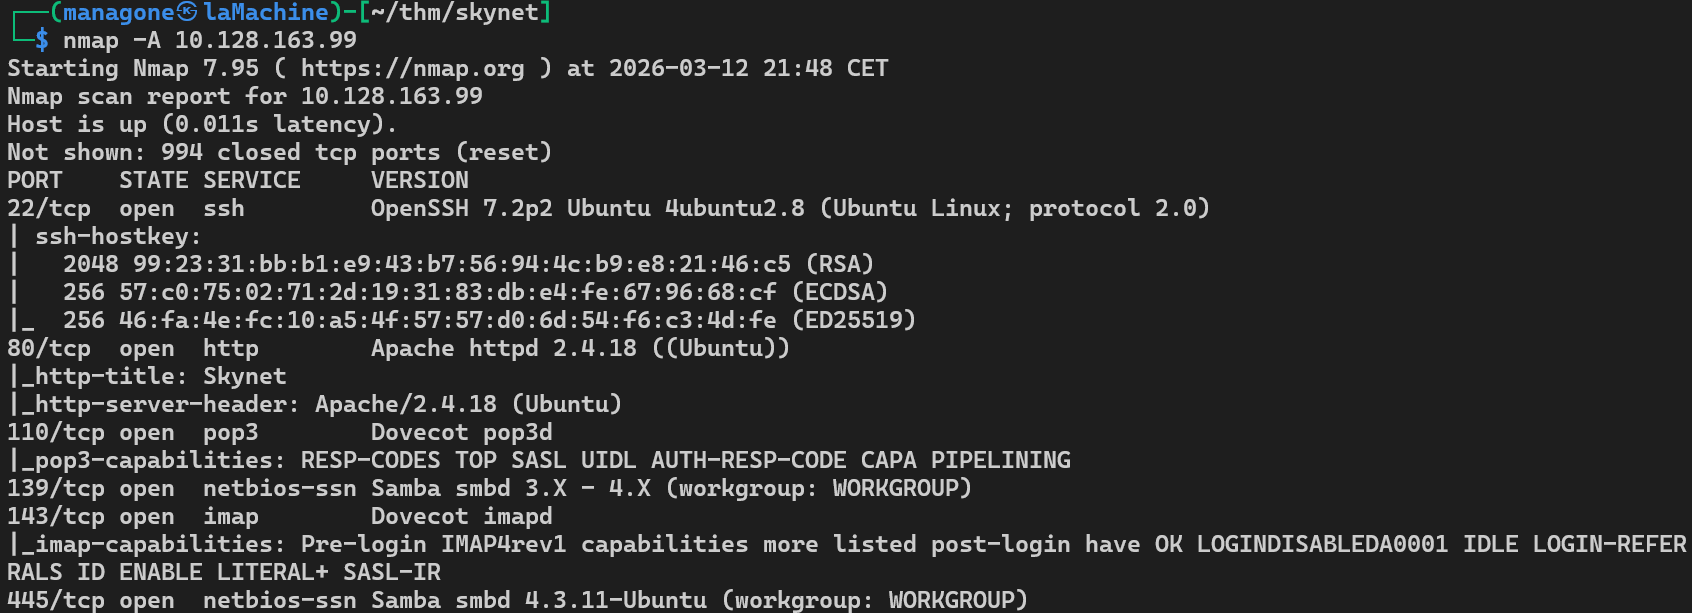 ┌──(managone㉿laMachine)-[~/thm/skynet]
└─$ nmap -A 10.128.163.99
Starting Nmap 7.95 ( https://nmap.org ) at 2026-03-12 21:48 CET
Nmap scan report for 10.128.163.99
Host is up (0.011s latency).
Not shown: 994 closed tcp ports (reset)
PORT    STATE SERVICE     VERSION
22/tcp  open  ssh         OpenSSH 7.2p2 Ubuntu 4ubuntu2.8 (Ubuntu Linux; protocol 2.0)
| ssh-hostkey:
|   2048 99:23:31:bb:b1:e9:43:b7:56:94:4c:b9:e8:21:46:c5 (RSA)
|   256 57:c0:75:02:71:2d:19:31:83:db:e4:fe:67:96:68:cf (ECDSA)
|_  256 46:fa:4e:fc:10:a5:4f:57:57:d0:6d:54:f6:c3:4d:fe (ED25519)
80/tcp  open  http        Apache httpd 2.4.18 ((Ubuntu))
|_http-title: Skynet
|_http-server-header: Apache/2.4.18 (Ubuntu)
110/tcp open  pop3        Dovecot pop3d
|_pop3-capabilities: RESP-CODES TOP SASL UIDL AUTH-RESP-CODE CAPA PIPELINING
139/tcp open  netbios-ssn Samba smbd 3.X - 4.X (workgroup: WORKGROUP)
143/tcp open  imap        Dovecot imapd
|_imap-capabilities: Pre-login IMAP4rev1 capabilities more listed post-login have OK LOGINDISABLEDA0001 IDLE LOGIN-REFER
RALS ID ENABLE LITERAL+ SASL-IR
445/tcp open  netbios-ssn Samba smbd 4.3.11-Ubuntu (workgroup: WORKGROUP)